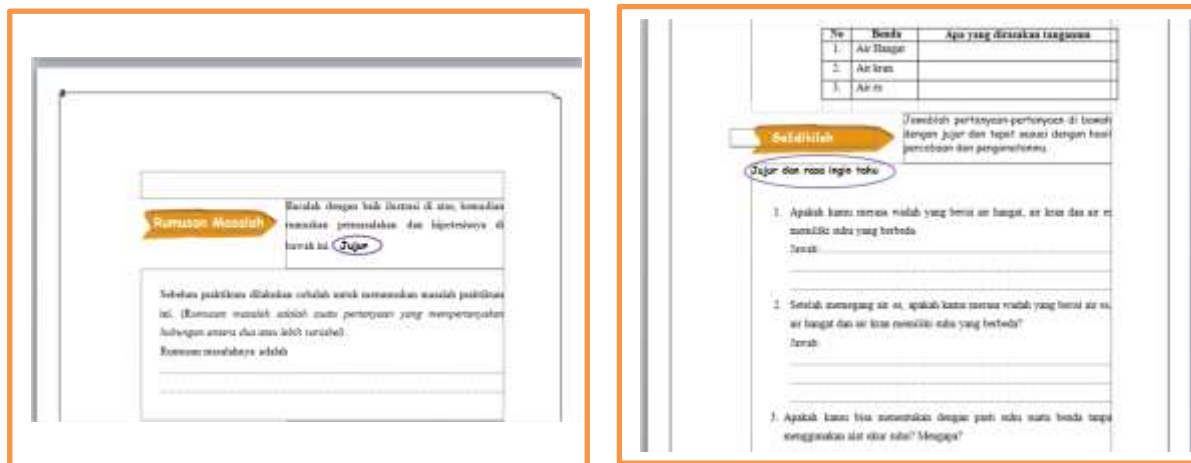 Rumusan Masalah
Bacalah dengan baik ilustrasi di atas, kemudian
rumuskan permasalahan dan hipotesisnya di
bawah ini. Jujur
Sebelum praktikum dilakukan cobalah untuk merumuskan masalah praktikum
ini. (Rumusan masalah adalah suatu pertanyaan yang mempertanyakan
hubungan antara dua atau lebih variabel).
Rumusan masalahnya adalah
No Benda Apa yang dirasakan tanganmu
1. Air Hangat
2. Air kran
3. Air es
Selidikilah
Jawablah pertanyaan-pertanyaan di bawah
dengan jujur dan tepat sesuai dengan hasil
percobaan dan pengamatanmu.
Jujur dan rasa ingin tahu
1. Apakah kamu merasa wadah yang berisi air hangat, air kran dan air es
memiliki suhu yang berbeda.
Jawab:
2. Setelah memegang air es, apakah kamu merasa wadah yang berisi air es,
air hangat dan air kran memiliki suhu yang berbeda?
Jawab:
3. Apakah kamu bisa menentukan dengan pasti suhu suatu benda tanpa
menggunakan alat ukur suhu? Mengapa?